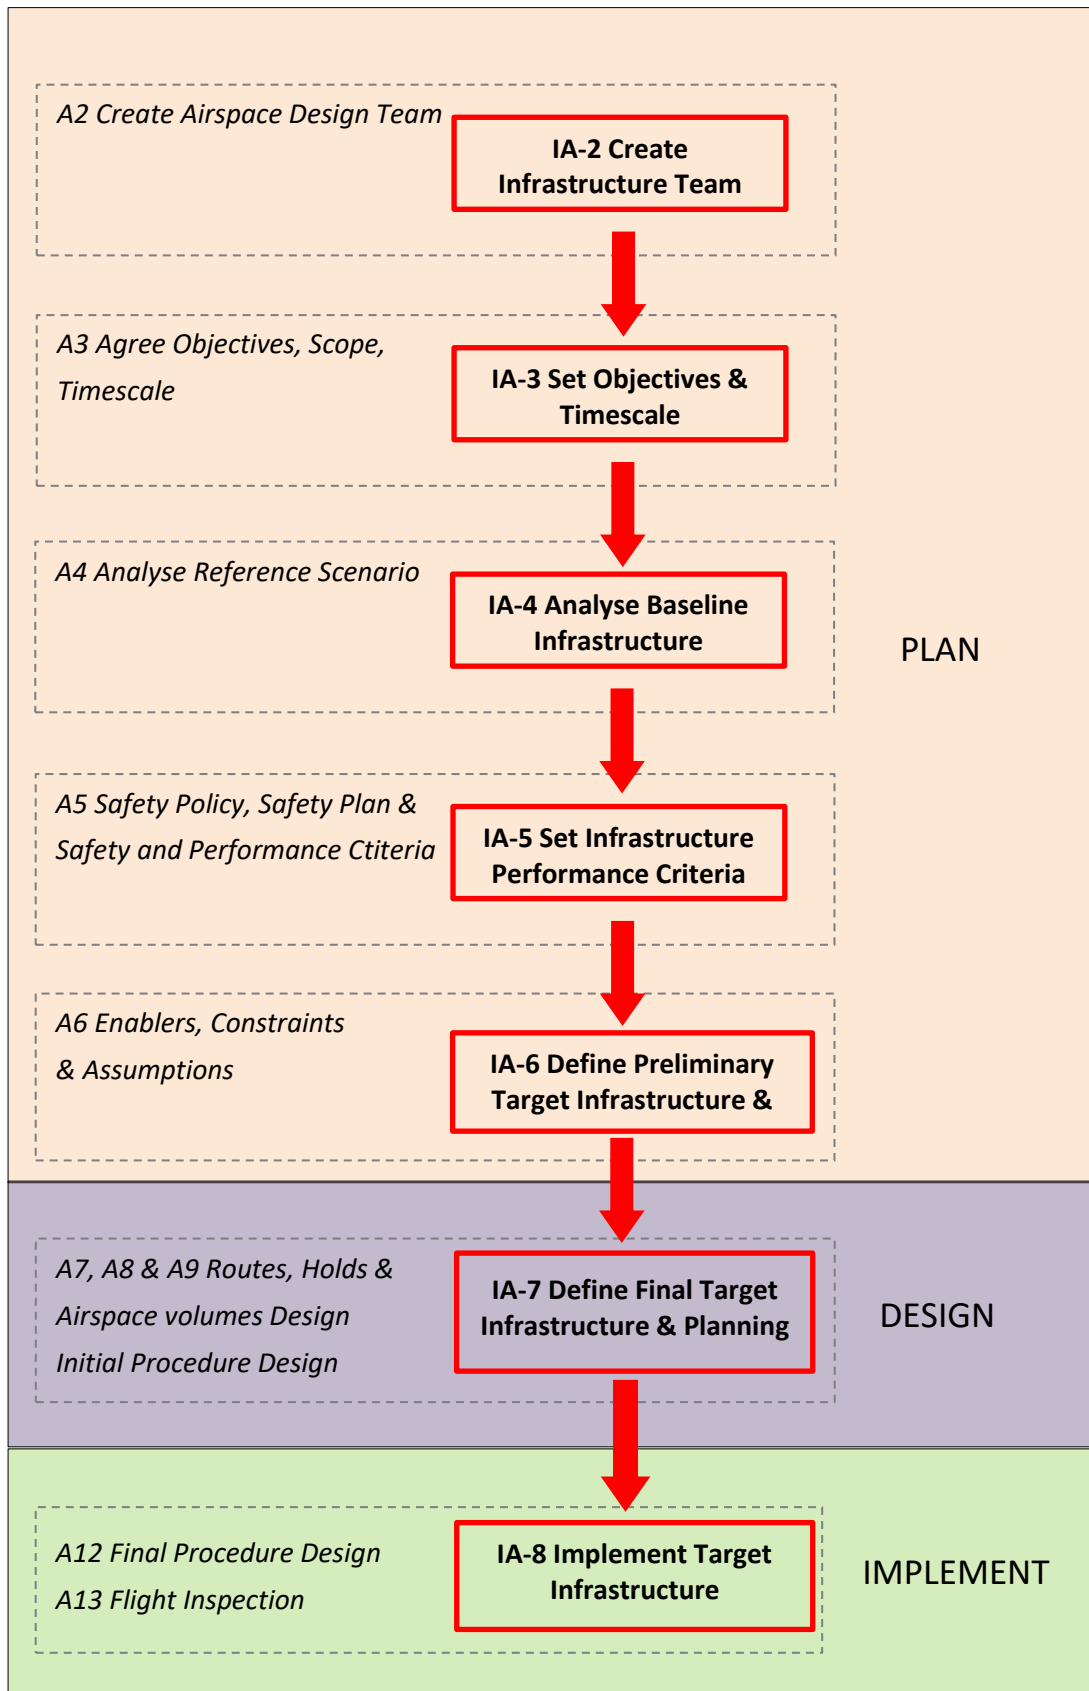 A2 Create Airspace Design Team
IA-2 Create
Infrastructure Team
A3 Agree Objectives, Scope,
Timescale
IA-3 Set Objectives &
Timescale
A4 Analyse Reference Scenario
IA-4 Analyse Baseline
Infrastructure
PLAN
A5 Safety Policy, Safety Plan &
Safety and Performance Ctiteria
IA-5 Set Infrastructure
Performance Criteria
A6 Enablers, Constraints
& Assumptions
IA-6 Define Preliminary
Target Infrastructure &
A7, A8 & A9 Routes, Holds &
Airspace volumes Design
Initial Procedure Design
IA-7 Define Final Target
Infrastructure & Planning
DESIGN
A12 Final Procedure Design
A13 Flight Inspection
IA-8 Implement Target
Infrastructure
IMPLEMENT